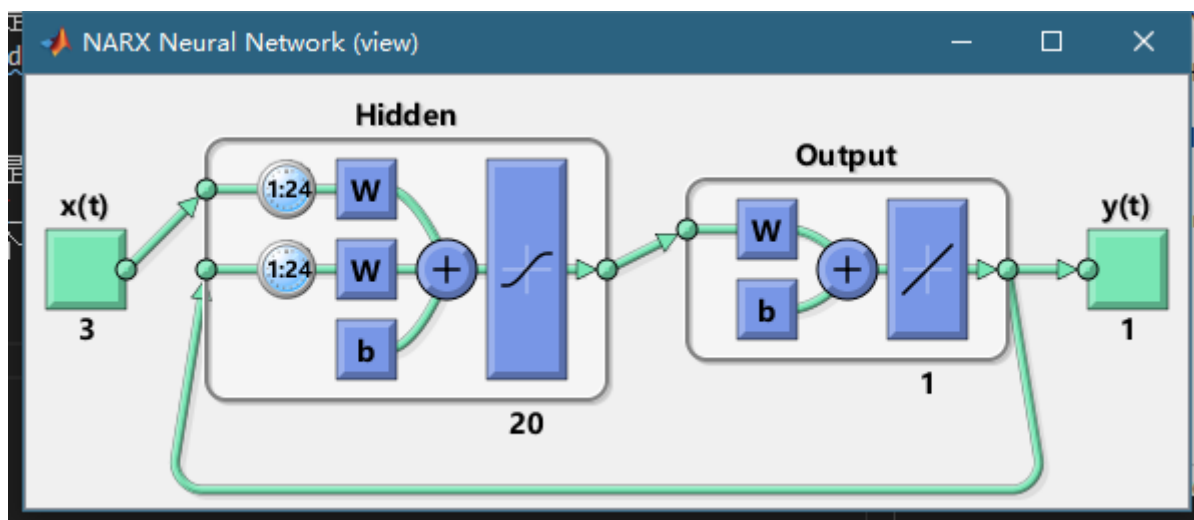 NARX Neural Network (view)
Hidden
Output
x(t)
y(t)
1:24
W
1:24
W
b
W
b
3
20
1
1